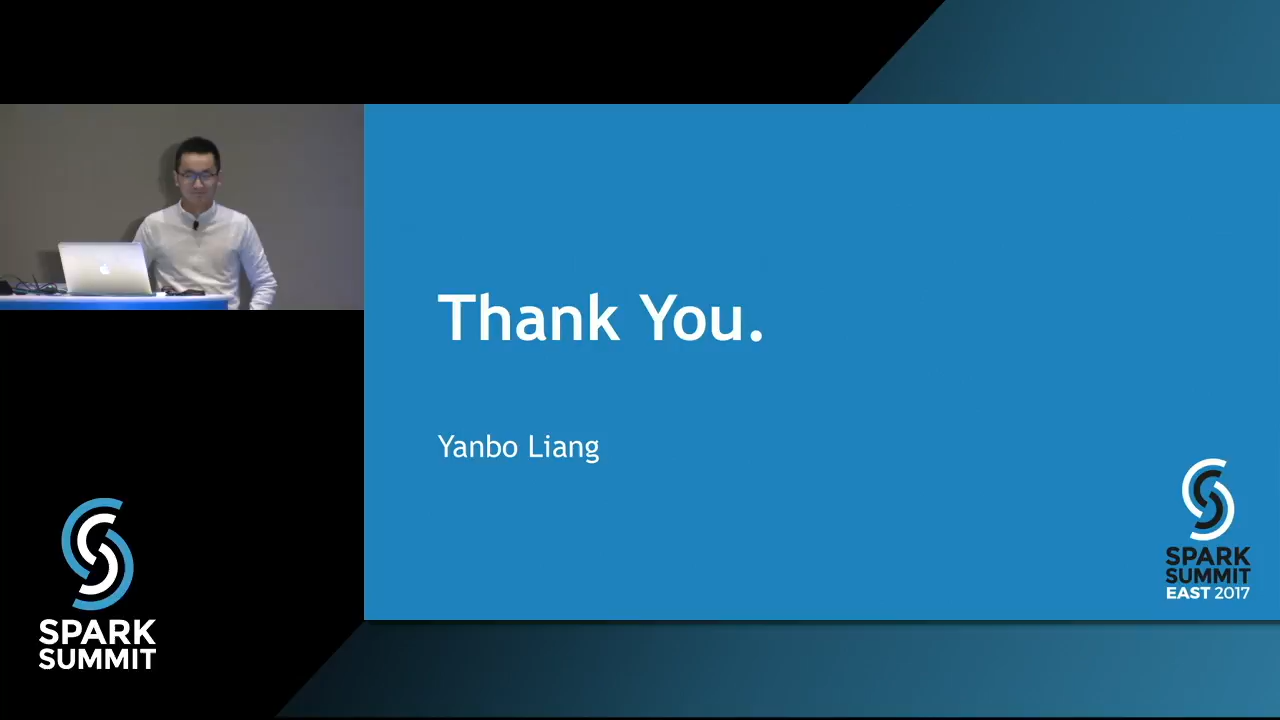 Thank You.
Yanbo Liang
SPARK
SUMMIT
EAST 2017
SPARK
SUMMIT